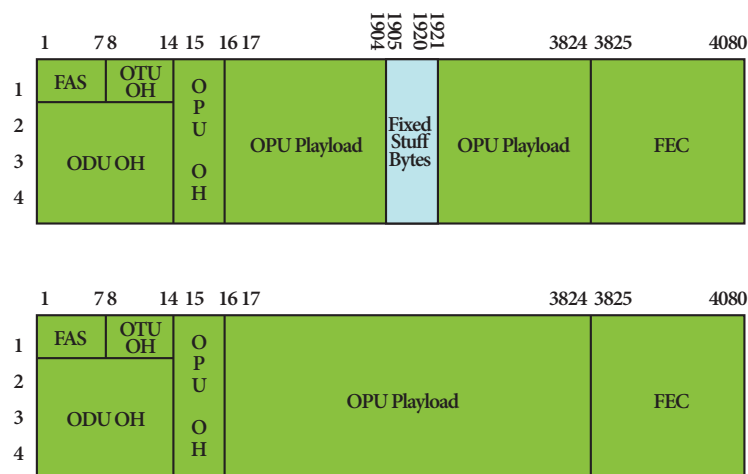 1904
1905
1920
1921
1 7 8 14 15 16 17 3824 3825 4080
1
2
3
4
FAS
OTU
OH
ODU OH
O
P
U
O
H
OPU Playload
Fixed
Stuff
Bytes
OPU Playload
FEC
1 7 8 14 15 16 17 3824 3825 4080
1
2
3
4
FAS
OTU
OH
ODU OH
O
P
U
O
H
OPU Playload
FEC